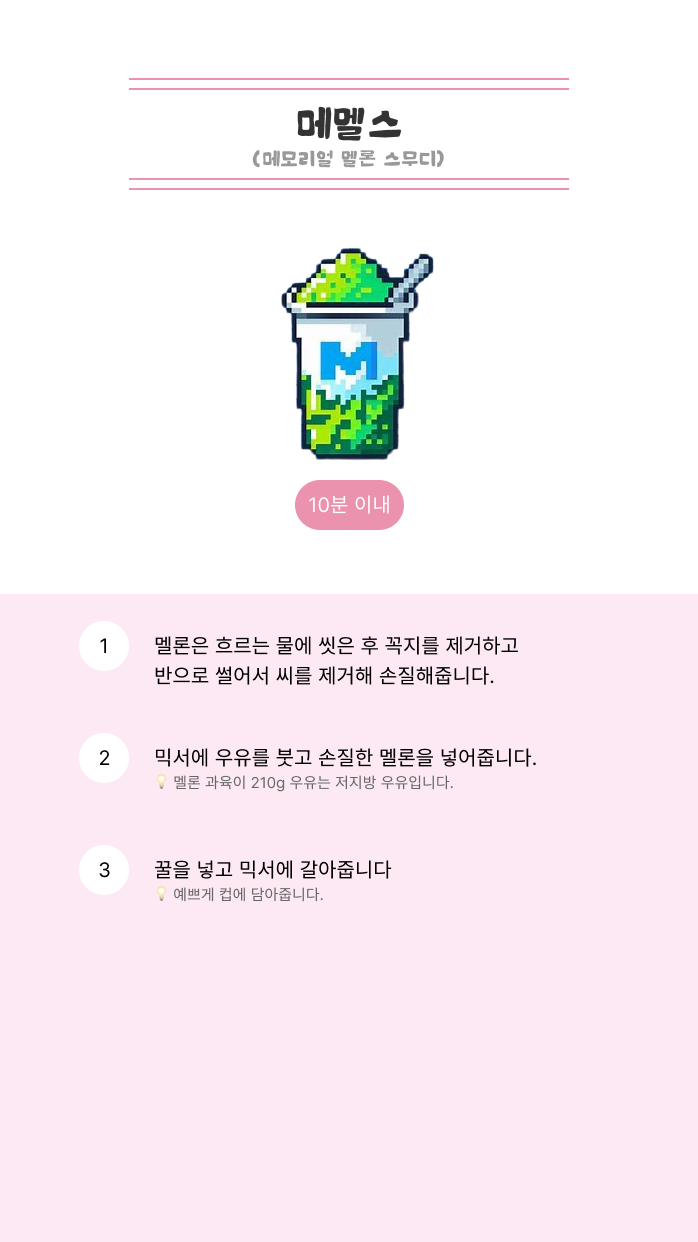 메멜스
(메모리얼 멜론 스무디)
M
10분 이내
1
멜론은 흐르는 물에 씻은 후 꼭지를 제거하고
반으로 썰어서 씨를 제거해 손질해줍니다.
2
믹서에 우유를 붓고 손질한 멜론을 넣어줍니다.
💡 멜론 과육이 210g 우유는 저지방 우유입니다.
3
꿀을 넣고 믹서에 갈아줍니다
💡 예쁘게 컵에 담아줍니다.